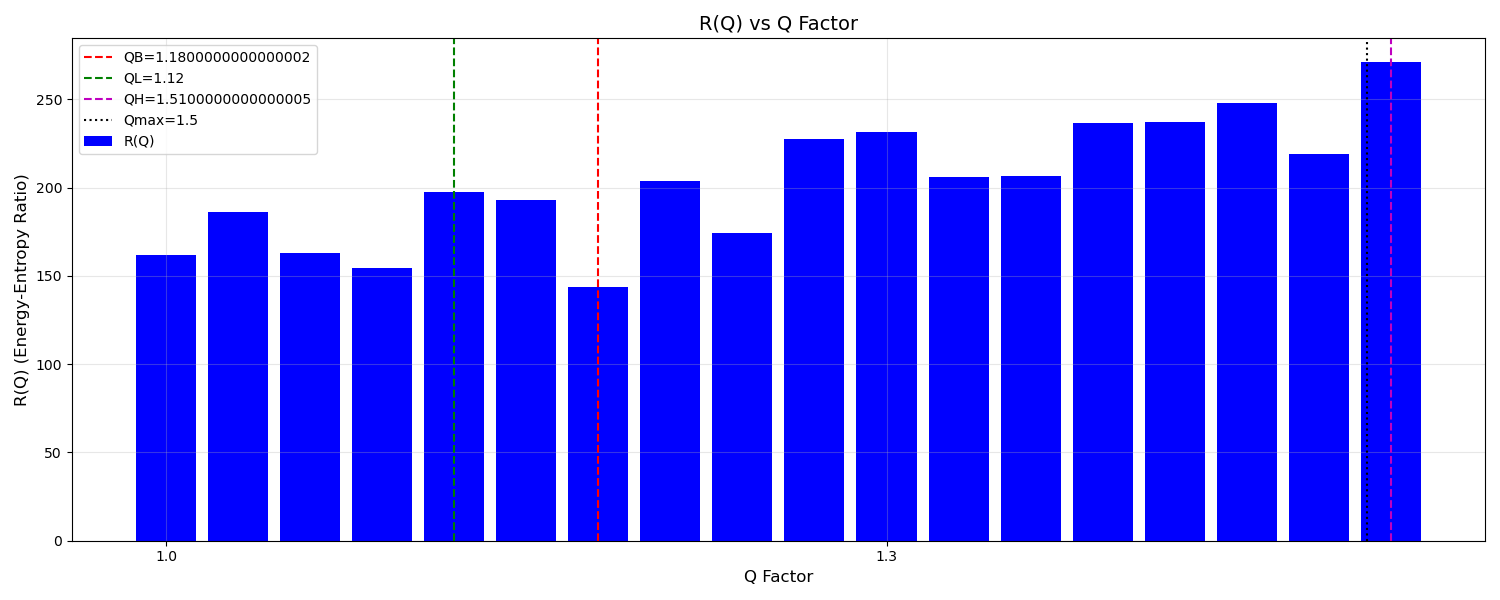 R(Q) vs Q Factor
QB=1.1800000000000002
QL=1.12
QH=1.5100000000000005
Qmax=1.5
R(Q)
R(Q) (Energy-Entropy Ratio)
250
200
150
100
50
0
1.0 1.3
Q Factor